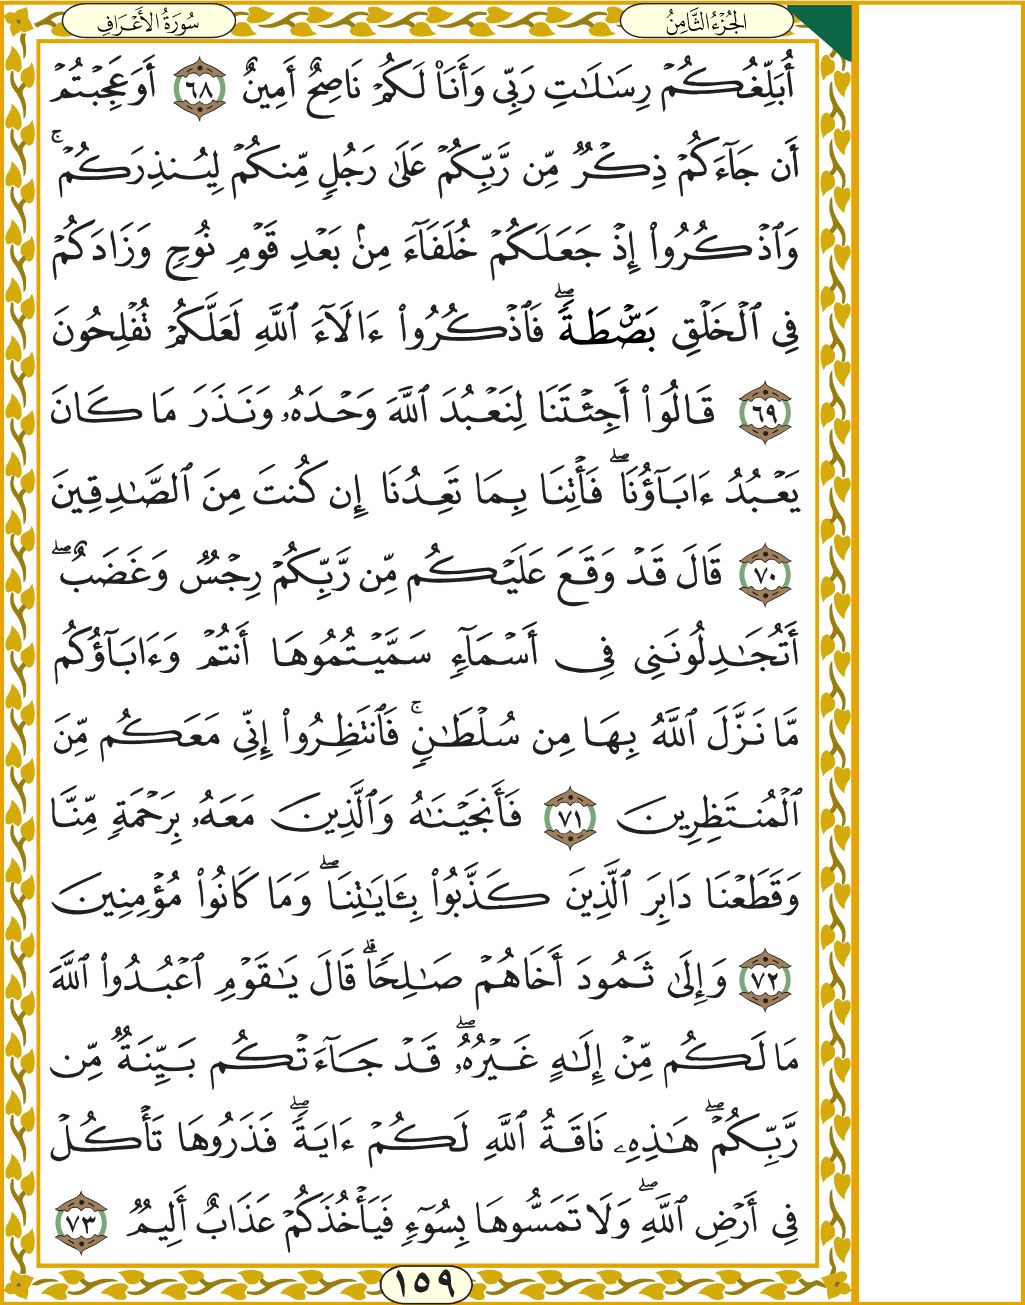 سُورَةُ الأَعْرَافِ
الجُزْءُ الثَّامِنُ
أُبَلِّغُكُمْ رِسَٰلَٰتِ رَبِّى وَأَنَا۠ لَكُمْ نَاصِحٌ أَمِينٌ ٦٨ أَوَعَجِبْتُمْ
أَن جَآءَكُمْ ذِكْرٌ مِّن رَّبِّكُمْ عَلَىٰ رَجُلٍ مِّنكُمْ لِيُنذِرَكُمْ ۚ
وَٱذْكُرُوٓا۟ إِذْ جَعَلَكُمْ خُلَفَآءَ مِنۢ بَعْدِ قَوْمِ نُوحٍ وَزَادَكُمْ
فِى ٱلْخَلْقِ بَصْۜطَةً ۖ فَٱذْكُرُوٓا۟ ءَالَآءَ ٱللَّهِ لَعَلَّكُمْ تُفْلِحُونَ
٦٩ قَالُوٓا۟ أَجِئْتَنَا لِنَعْبُدَ ٱللَّهَ وَحْدَهُۥ وَنَذَرَ مَا كَانَ
يَعْبُدُ ءَابَآؤُنَا ۖ فَأْتِنَا بِمَا تَعِدُنَآ إِن كُنتَ مِنَ ٱلصَّٰدِقِينَ
٧٠ قَالَ قَدْ وَقَعَ عَلَيْكُم مِّن رَّبِّكُمْ رِجْسٌ وَغَضَبٌ ۖ
أَتُجَٰدِلُونَنِى فِىٓ أَسْمَآءٍ سَمَّيْتُمُوهَآ أَنتُمْ وَءَابَآؤُكُم
مَّا نَزَّلَ ٱللَّهُ بِهَا مِن سُلْطَٰنٍ ۚ فَٱنتَظِرُوٓا۟ إِنِّى مَعَكُم مِّنَ
ٱلْمُنتَظِرِينَ ٧١ فَأَنجَيْنَٰهُ وَٱلَّذِينَ مَعَهُۥ بِرَحْمَةٍ مِّنَّا
وَقَطَعْنَا دَابِرَ ٱلَّذِينَ كَذَّبُوا۟ بِـَٔايَٰتِنَا ۖ وَمَا كَانُوا۟ مُؤْمِنِينَ
٧٢ وَإِلَىٰ ثَمُودَ أَخَاهُمْ صَٰلِحًا ۗ قَالَ يَٰقَوْمِ ٱعْبُدُوا۟ ٱللَّهَ
مَا لَكُم مِّنْ إِلَٰهٍ غَيْرُهُۥ ۖ قَدْ جَآءَتْكُم بَيِّنَةٌ مِّن
رَّبِّكُمْ ۖ هَٰذِهِۦ نَاقَةُ ٱللَّهِ لَكُمْ ءَايَةً ۖ فَذَرُوهَا تَأْكُلْ
فِىٓ أَرْضِ ٱللَّهِ ۖ وَلَا تَمَسُّوهَا بِسُوٓءٍ فَيَأْخُذَكُمْ عَذَابٌ أَلِيمٌ ٧٣
١٥٩